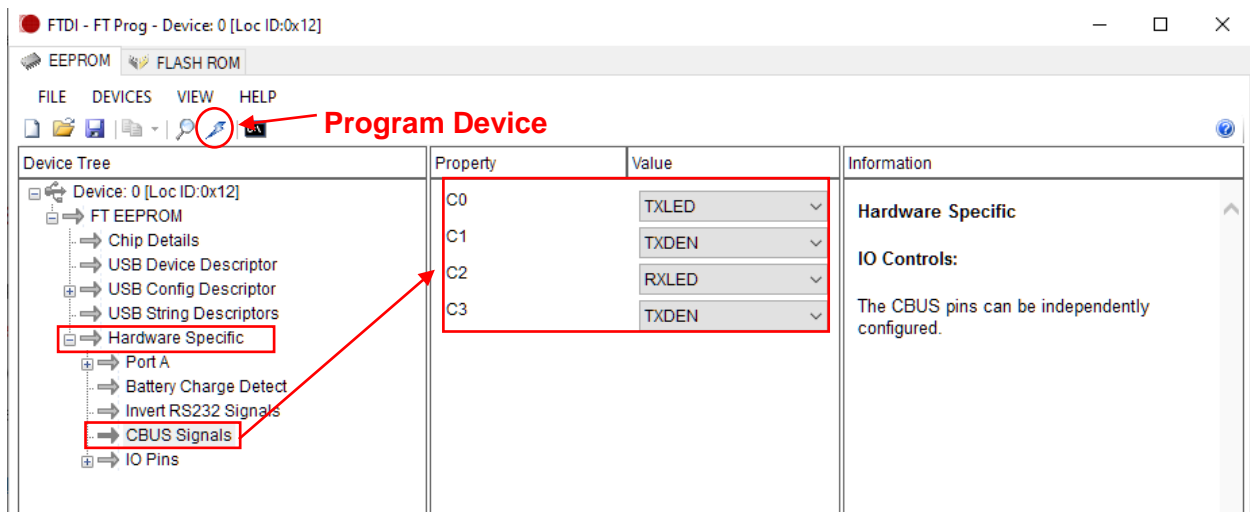 FTDI - FT Prog - Device: 0 [Loc ID:0x12]
EEPROM FLASH ROM
FILE DEVICES VIEW HELP
Program Device
Device Tree
Device: 0 [Loc ID:0x12]
FT EEPROM
Chip Details
USB Device Descriptor
USB Config Descriptor
USB String Descriptors
Hardware Specific
Port A
Battery Charge Detect
Invert RS232 Signals
CBUS Signals
IO Pins
Property Value
C0 TXLED
C1 TXDEN
C2 RXLED
C3 TXDEN
Information
Hardware Specific
IO Controls:
The CBUS pins can be independently
configured.